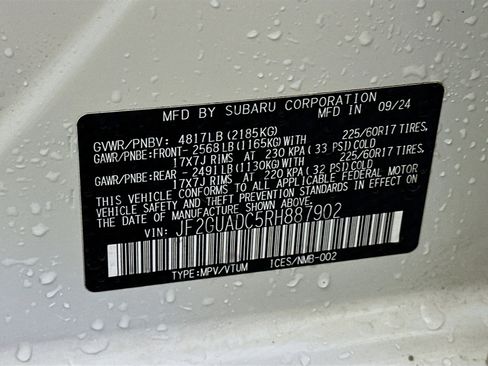 MFD BY SUBARU CORPORATION
MFD IN 09/24
GVWR/PNBV: 4817LB(2185KG)
GAWR/PNBE:FRONT-2568LB(1165KG)WITH 225/60R17 TIRES,
17X7J RIMS AT 230 KPA(33 PSI)COLD
GAWR/PNBE:REAR -2491LB(1130KG)WITH 225/60R17 TIRES,
17X7J RIMS AT 220 KPA(32 PSI)COLD
THIS VEHICLE CONFORMS TO ALL APPLICABLE FEDERAL MOTOR
VEHICLE SAFETY AND THEFT PREVENTION STANDARDS IN EFFECT
ON THE DATE OF MANUFACTURE SHOWN ABOVE.
VIN: JF2GUADC5RH887902
TYPE:MPV/VTUM ICES/NMB-002